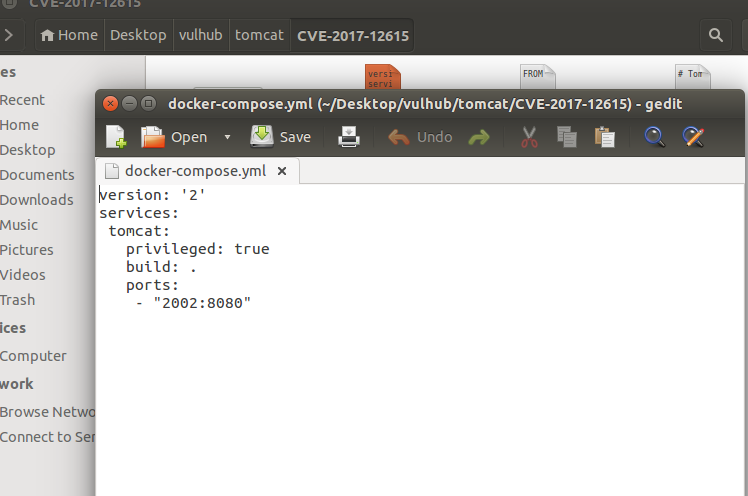 CVE-2017-12615
Home
Desktop
vulhub
tomcat
CVE-2017-12615
es
Recent
Home
Desktop
Documents
Downloads
Music
Pictures
Videos
Trash
ices
Computer
work
Browse Netwo
Connect to Ser
versi
servi
FROM
# Tom
docker-compose.yml (~/Desktop/vulhub/tomcat/CVE-2017-12615) - gedit
Open
Save
Undo
docker-compose.yml
version: '2'
services:
 tomcat:
   privileged: true
   build: .
   ports:
    - "2002:8080"